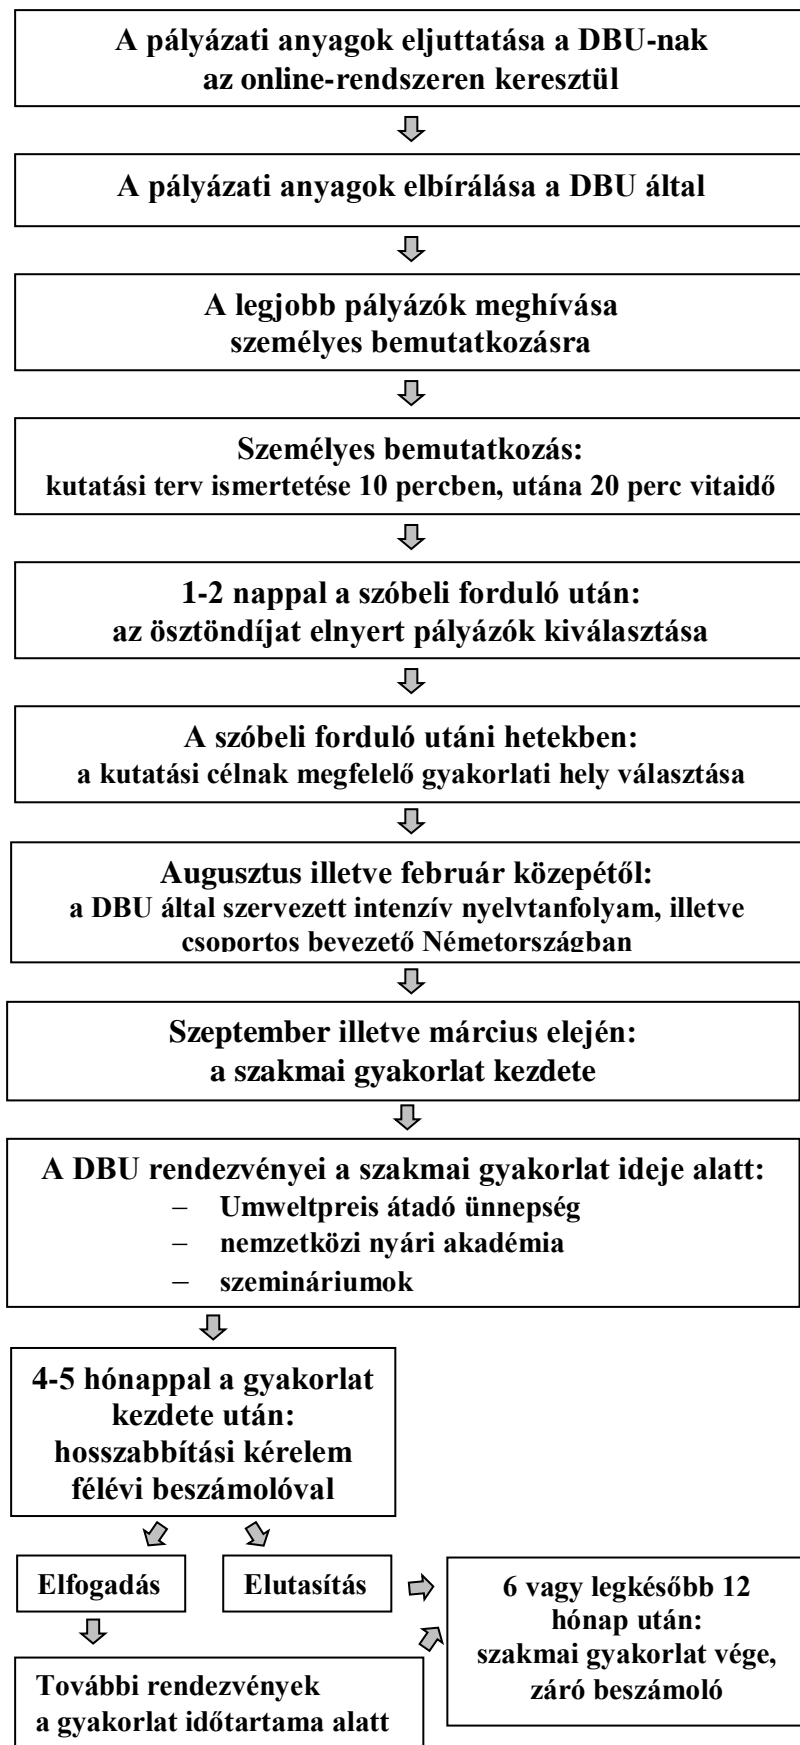 A pályázati anyagok eljuttatása a DBU-nak
az online-rendszeren keresztül
A pályázati anyagok elbírálása a DBU által
A legjobb pályázók meghívása
személyes bemutatkozásra
Személyes bemutatkozás:
kutatási terv ismertetése 10 percben, utána 20 perc vitaidő
1-2 nappal a szóbeli forduló után:
az ösztöndíjat elnyert pályázók kiválasztása
A szóbeli forduló utáni hetekben:
a kutatási célnak megfelelő gyakorlati hely választása
Augusztus illetve február közepétől:
a DBU által szervezett intenzív nyelvtanfolyam, illetve
csoportos bevezető Németországban
Szeptember illetve március elején:
a szakmai gyakorlat kezdete
A DBU rendezvényei a szakmai gyakorlat ideje alatt:
– Umweltpreis átadó ünnepség
– nemzetközi nyári akadémia
– szemináriumok
4-5 hónappal a gyakorlat
kezdete után:
hosszabbítási kérelem
félévi beszámolóval
Elfogadás
Elutasítás
6 vagy legkésőbb 12
hónap után:
szakmai gyakorlat vége,
záró beszámoló
További rendezvények
a gyakorlat időtartama alatt